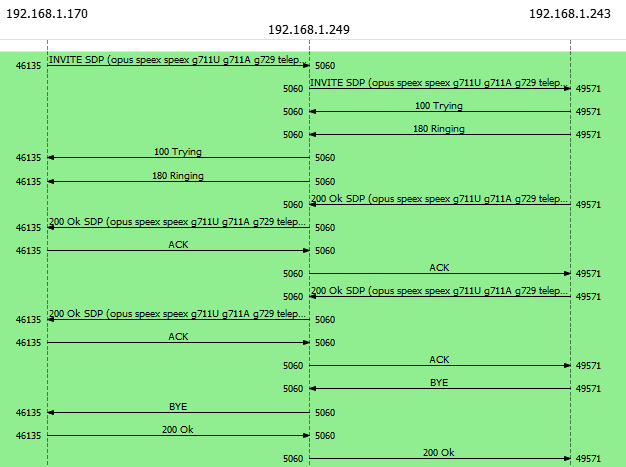 192.168.1.170 192.168.1.249 192.168.1.243
46135 INVITE SDP (opus speex speex g711U g711A g729 telep... 5060
5060 INVITE SDP (opus speex speex g711U g711A g729 telep... 49571
5060 100 Trying 49571
5060 180 Ringing 49571
46135 100 Trying 5060
46135 180 Ringing 5060
5060 200 Ok SDP (opus speex speex g711U g711A g729 telep... 49571
46135 200 Ok SDP (opus speex speex g711U g711A g729 telep... 5060
46135 ACK 5060
5060 ACK 49571
5060 200 Ok SDP (opus speex speex g711U g711A g729 telep... 49571
46135 200 Ok SDP (opus speex speex g711U g711A g729 telep... 5060
46135 ACK 5060
5060 ACK 49571
5060 BYE 49571
46135 BYE 5060
46135 200 Ok 5060
5060 200 Ok 49571